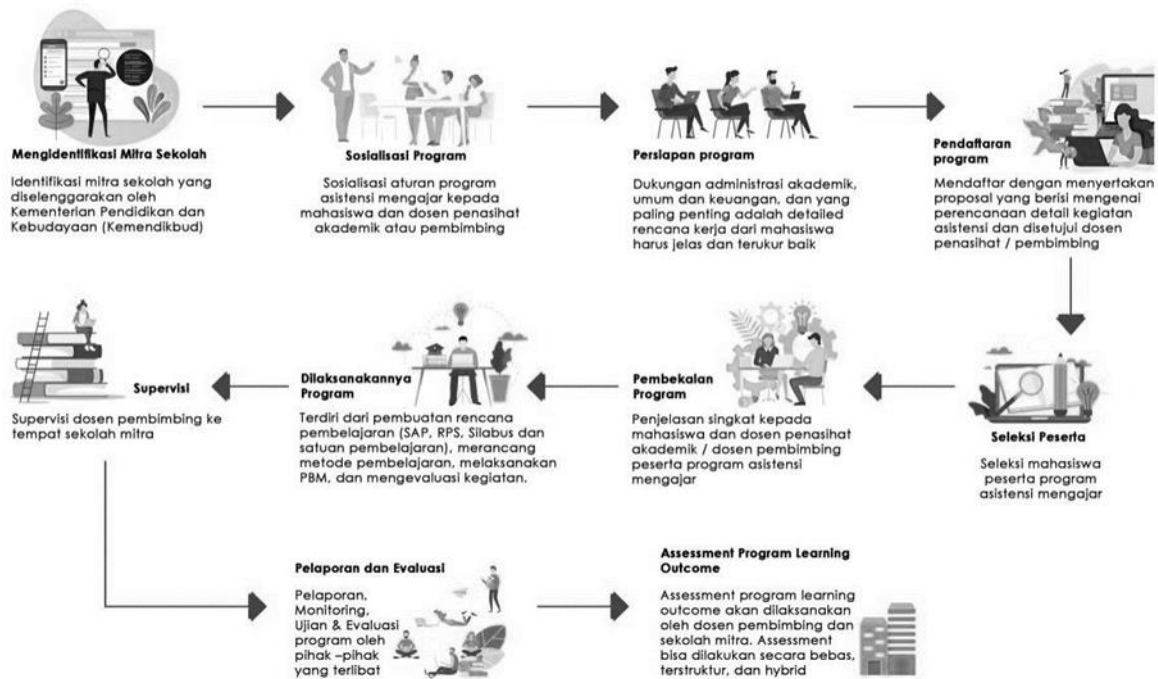 Mengidentifikasi Mitra Sekolah
Identifikasi mitra sekolah yang
diselenggarakan oleh
Kementerian Pendidikan dan
Kebudayaan (Kemendikbud)
Sosialisasi Program
Sosialisasi aturan program
asistensi mengajar kepada
mahasiswa dan dosen penasihat
akademik atau pembimbing
Persiapan program
Dukungan administrasi akademik,
umum dan keuangan, dan yang
paling penting adalah detailed
rencana kerja dari mahasiswa
harus jelas dan terukur baik
Pendaftaran
program
Mendaftar dengan menyertakan
proposal yang berisi mengenai
perencanaan detail kegiatan
asistensi dan disetujui dosen
penasihat / pembimbing
Seleksi Peserta
Seleksi mahasiswa
peserta program
asistensi mengajar
Pembekalan
Program
Penjelasan singkat kepada
mahasiswa dan dosen penasihat
akademik / dosen pembimbing
peserta program asistensi
mengajar
Dilaksanakannya
Program
Terdiri dari pembuatan rencana
pembelajaran (SAP, RPS, Silabus dan
satuan pembelajaran), merancang
metode pembelajaran, melaksanakan
PBM, dan mengevaluasi kegiatan.
Supervisi
Supervisi dosen pembimbing ke
tempat sekolah mitra
Pelaporan dan Evaluasi
Pelaporan,
Monitoring,
Ujian & Evaluasi
program oleh
pihak –pihak
yang terlibat
Assessment Program Learning
Outcome
Assessment program learning
outcome akan dilaksanakan
oleh dosen pembimbing dan
sekolah mitra. Assessment
bisa dilakukan secara bebas,
terstruktur, dan hybrid